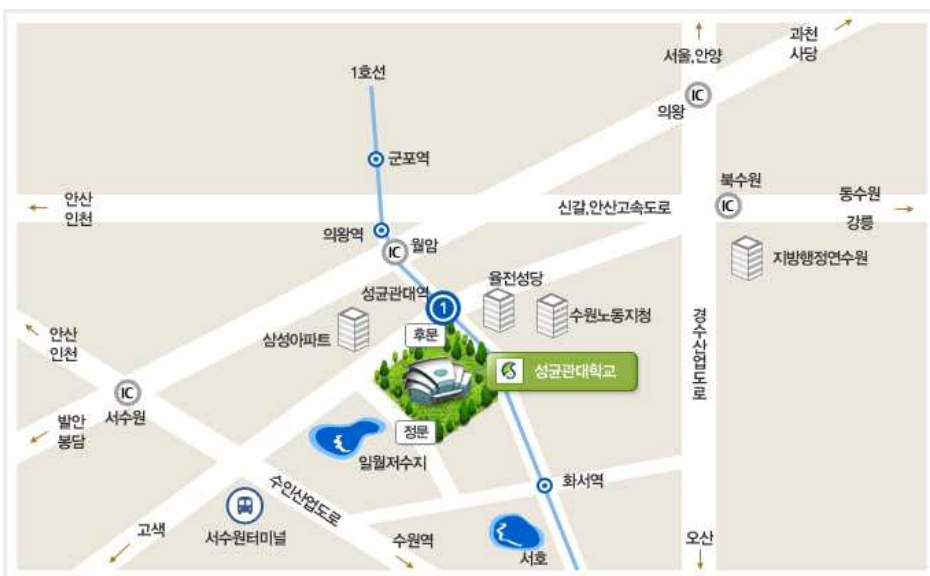 과천
사당
서울,안양
IC
의왕
1호선
군포역
북수원
IC
동수원
강릉
안산
인천
신갈,안산고속도로
의왕역
IC
월암
지방행정연수원
율전성당
성균관대역
1
수원노동지청
경수산업도로
삼성아파트
후문
안산
인천
성균관대학교
IC
서수원
발안
봉담
정문
일월저수지
수인산업도로
화서역
고색
서수원터미널
수원역
서호
오산